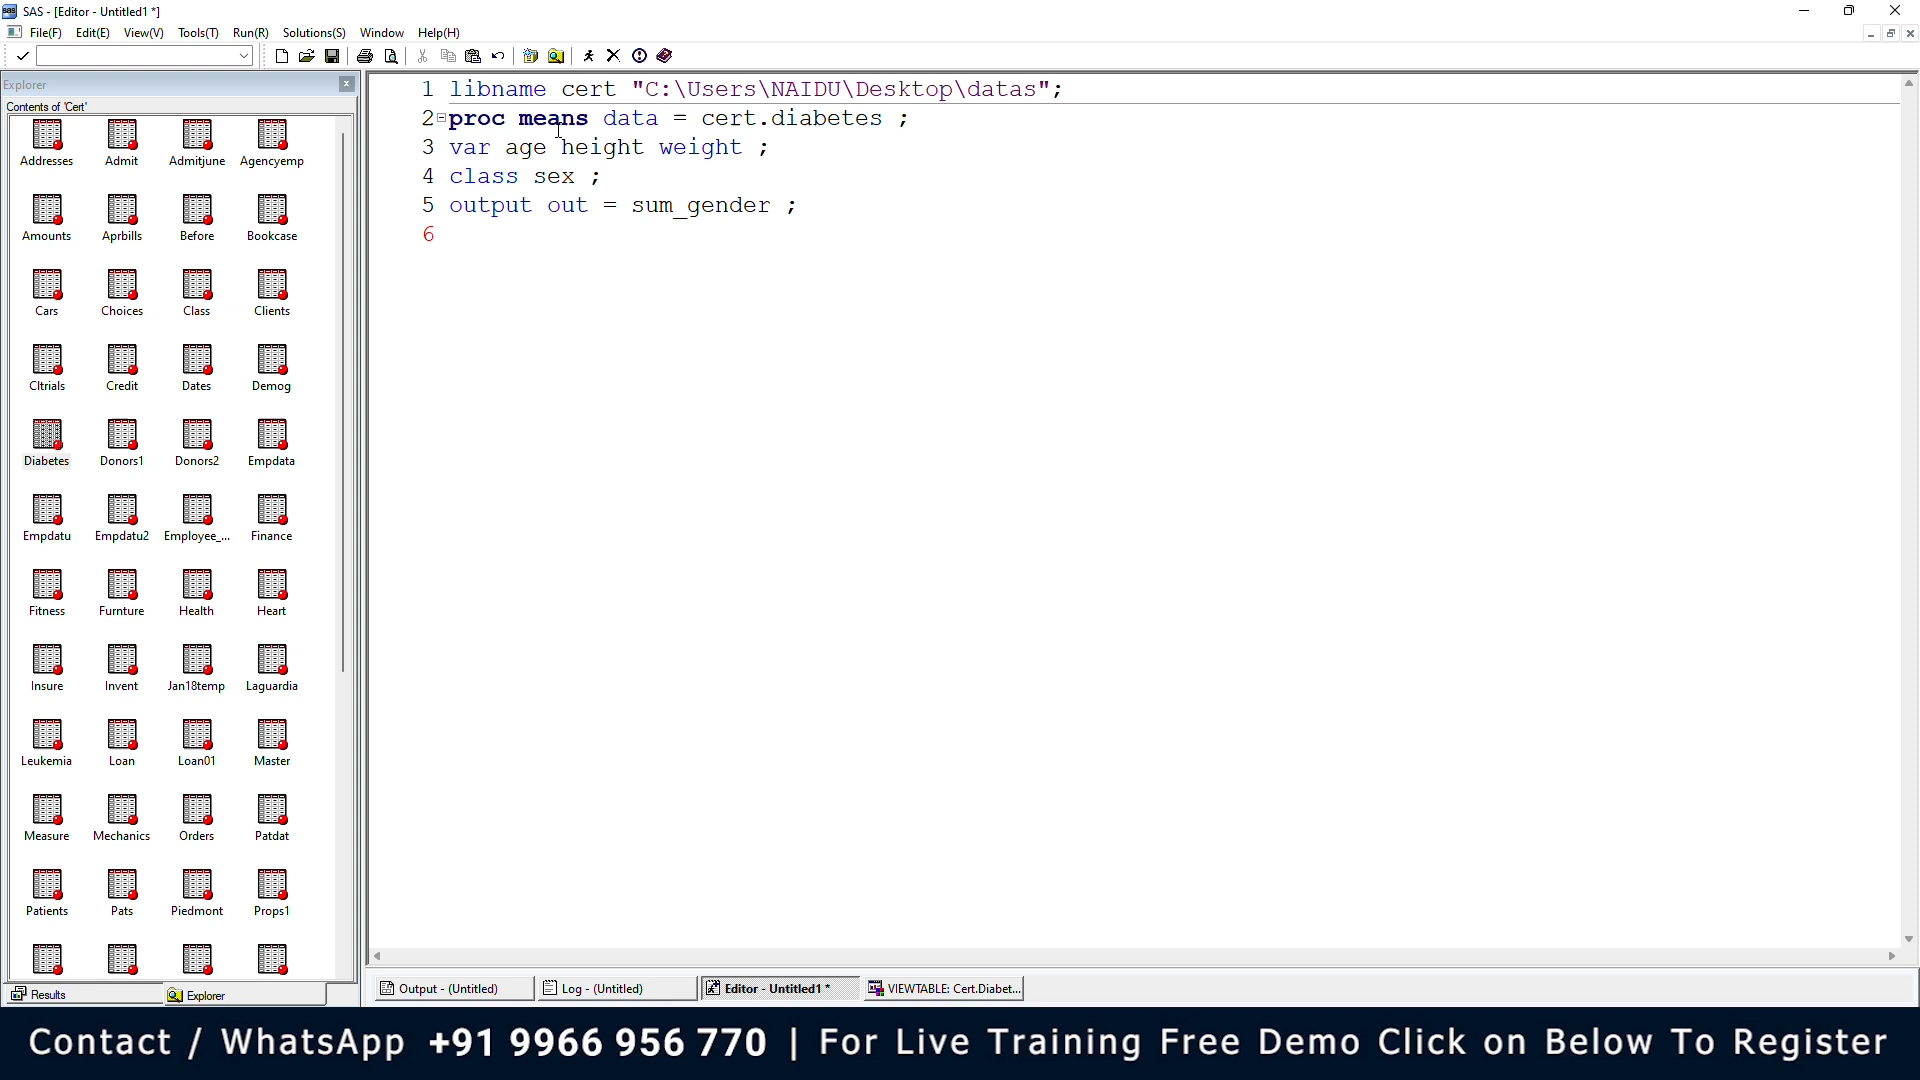 SAS - [Editor - Untitled1 *]
File(F) Edit(E) View(V) Tools(T) Run(R) Solutions(S) Window Help(H)
Explorer
Contents of 'Cert'
Addresses Admit Admitjune Agencyemp
Amounts Aprbills Before Bookcase
Cars Choices Class Clients
Cltrials Credit Dates Demog
Diabetes Donors1 Donors2 Empdata
Empdatu Empdatu2 Employee_... Finance
Fitness Furnture Health Heart
Insure Invent Jan18temp Laguardia
Leukemia Loan Loan01 Master
Measure Mechanics Orders Patdat
Patients Pats Piedmont Props1
Results Explorer
1 libname cert "C:\Users\NAIDU\Desktop\datas";
2 proc means data = cert.diabetes ;
3 var age height weight ;
4 class sex ;
5 output out = sum_gender ;
6
Output - (Untitled) Log - (Untitled) Editor - Untitled1 * VIEWTABLE: Cert.Diabet...
Contact / WhatsApp +91 9966 956 770 | For Live Training Free Demo Click on Below To Register